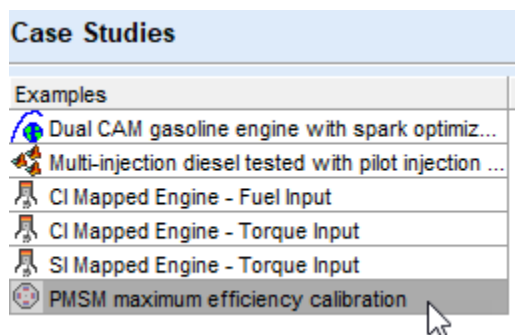 Case Studies
Examples
Dual CAM gasoline engine with spark optimiz...
Multi-injection diesel tested with pilot injection ...
CI Mapped Engine - Fuel Input
CI Mapped Engine - Torque Input
SI Mapped Engine - Torque Input
PMSM maximum efficiency calibration